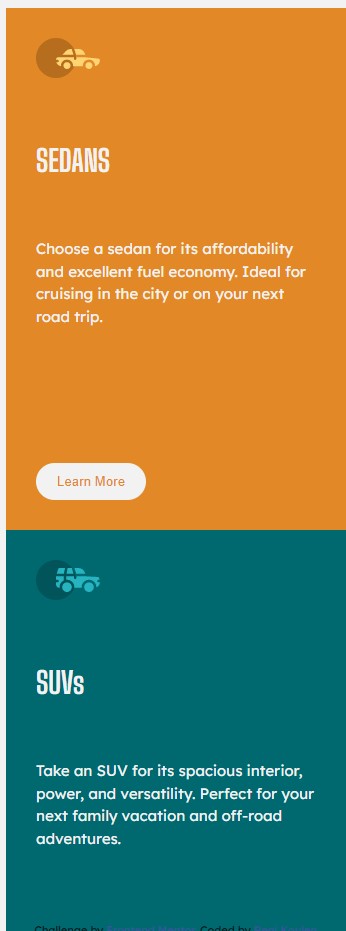 SEDANS
Choose a sedan for its affordability
and excellent fuel economy. Ideal for
cruising in the city or on your next
road trip.
Learn More
SUVs
Take an SUV for its spacious interior,
power, and versatility. Perfect for your
next family vacation and off-road
adventures.
Challenge by Coded by